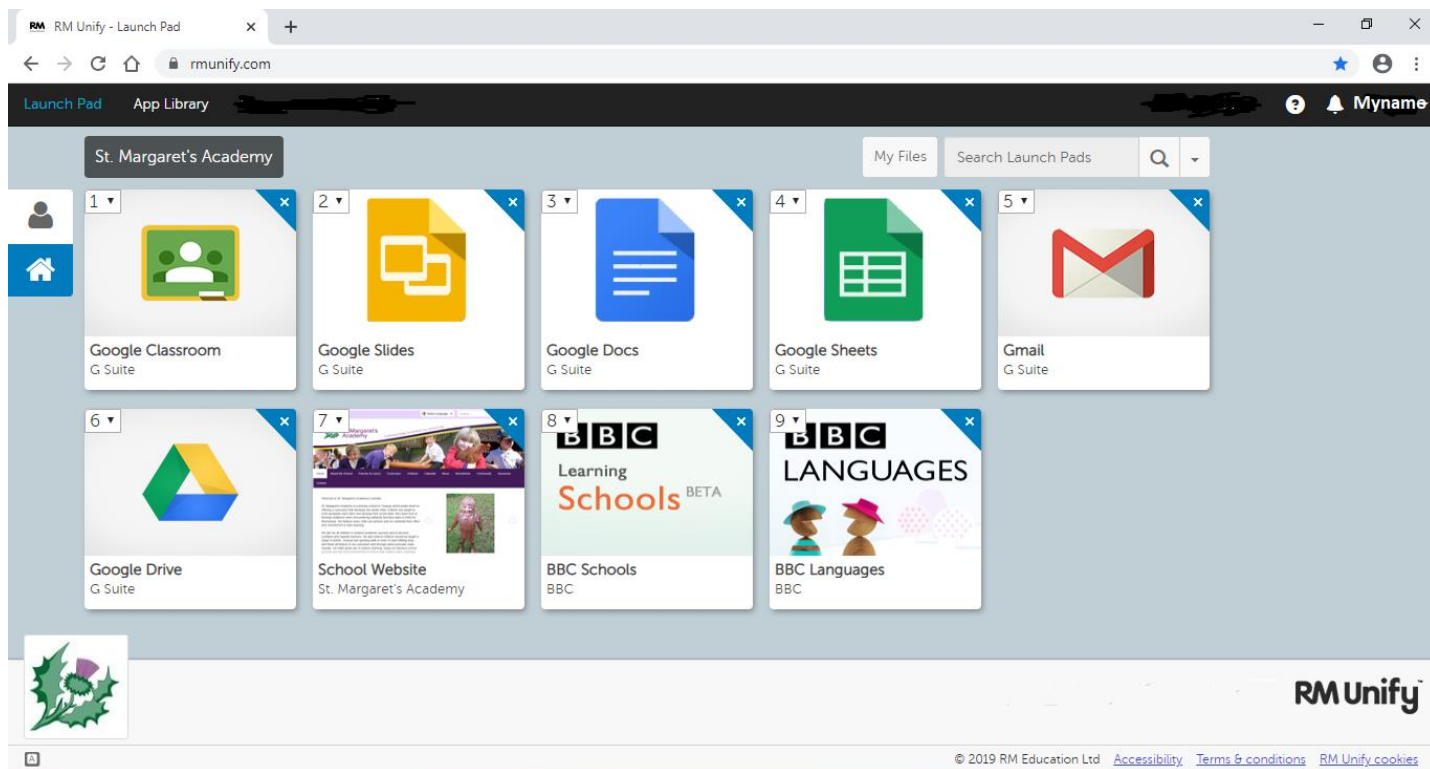 RM RM Unify - Launch Pad
rmunify.com
Launch Pad App Library Myname
St. Margaret's Academy My Files Search Launch Pads
1 2 3 4 5
Google Classroom Google Slides Google Docs Google Sheets Gmail
G Suite G Suite G Suite G Suite G Suite
6 7 8 9
Margaret's
Academy
BBC
Learning
Schools BETA
BBC
LANGUAGES
Google Drive School Website BBC Schools BBC Languages
G Suite St. Margaret's Academy BBC BBC
RM Unify
A © 2019 RM Education Ltd Accessibility Terms & conditions RM Unify cookies